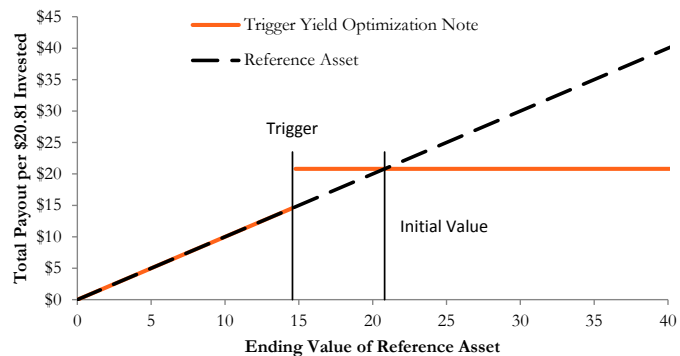 $45
$40
$35
$30
$25
$20
$15
$10
$5
$0
Total Payout per $20.81 Invested
Trigger Yield Optimization Note
Reference Asset
Trigger
Initial Value
0 5 10 15 20 25 30 35 40
Ending Value of Reference Asset